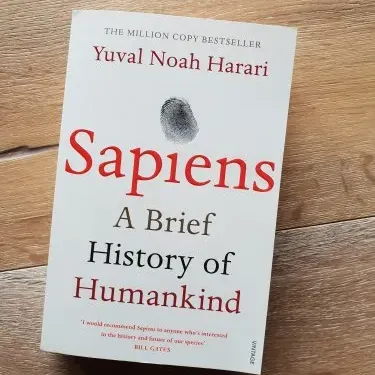 THE MILLION COPY BESTSELLER
Yuval Noah Harari
Sapiens
A Brief
History of
Humankind
'I would recommend Sapiens to anyone who's interested
in the history and future of our species'
BILL GATES
VINTAGE